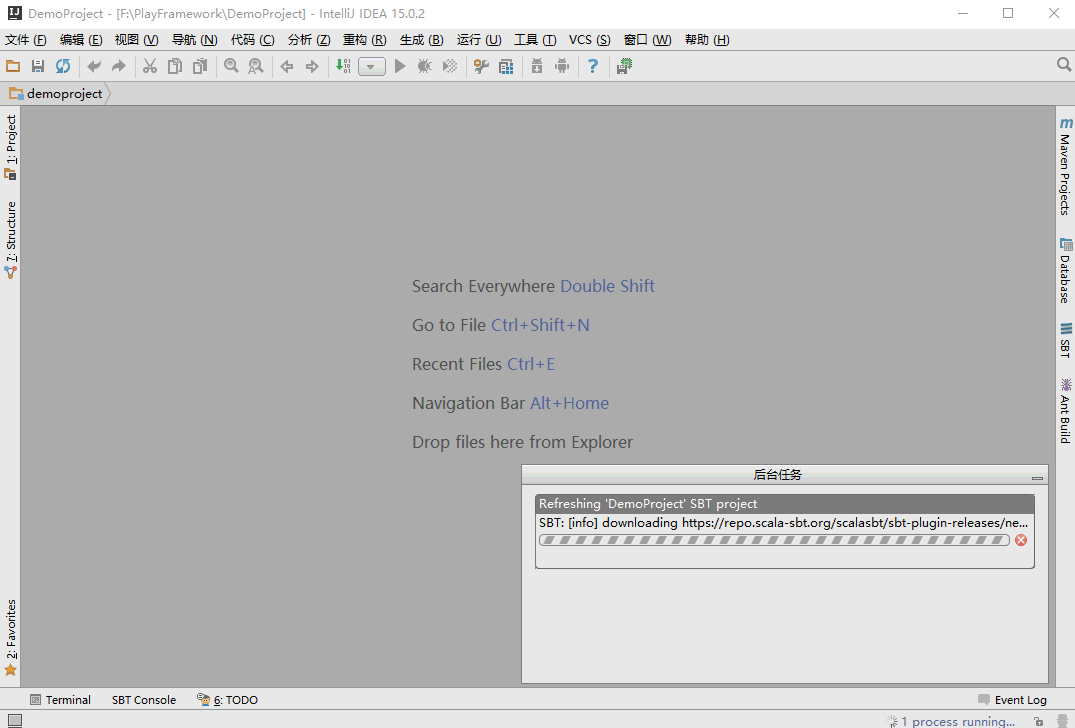 DemoProject - [F:\PlayFramework\DemoProject] - IntelliJ IDEA 15.0.2
文件 (F) 编辑 (E) 视图 (V) 导航 (N) 代码 (C) 分析 (Z) 重构 (R) 生成 (B) 运行 (U) 工具 (T) VCS (S) 窗口 (W) 帮助 (H)
demoproject
1: Project
7: Structure
2: Favorites
Search Everywhere Double Shift
Go to File Ctrl+Shift+N
Recent Files Ctrl+E
Navigation Bar Alt+Home
Drop files here from Explorer
后台任务
Refreshing 'DemoProject' SBT project
SBT: [info] downloading https://repo.scala-sbt.org/scalasbt/sbt-plugin-releases/ne...
Maven Projects
Database
SBT
Ant Build
Terminal SBT Console 6: TODO Event Log
1 process running...